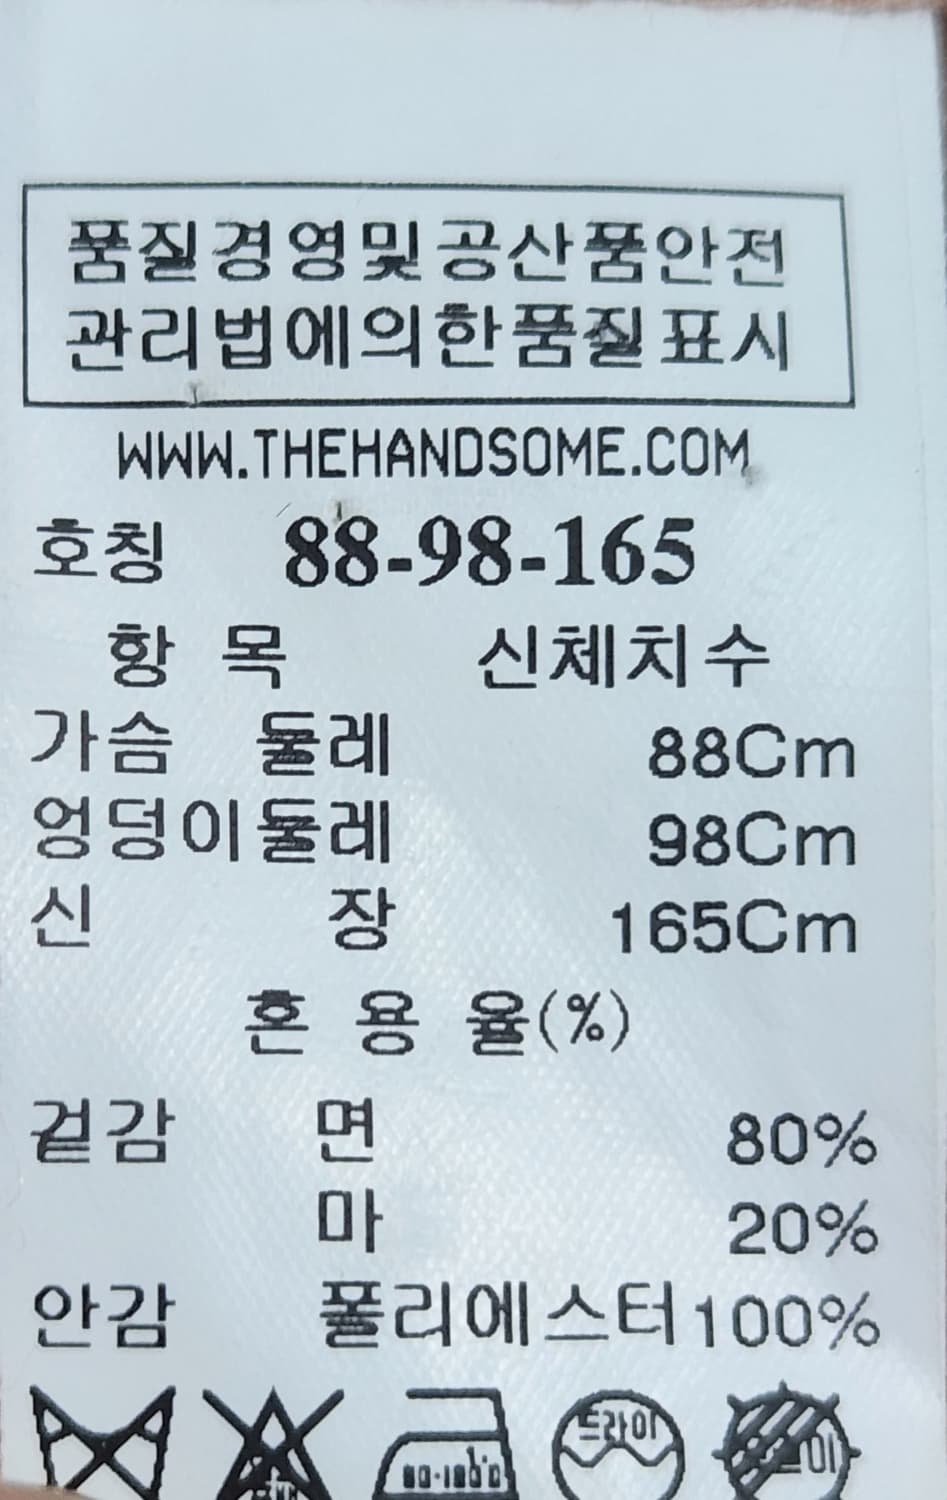 품질경영및공산품안전
관리법에의한품질표시
WWW.THEHANDSOME.COM
호칭 88-98-165
항 목 신체치수
가슴 둘레 88Cm
엉덩이둘레 98Cm
신 장 165Cm
혼 용 율(%)
겉감 면 80%
마 20%
안감 폴리에스터 100%
드라이